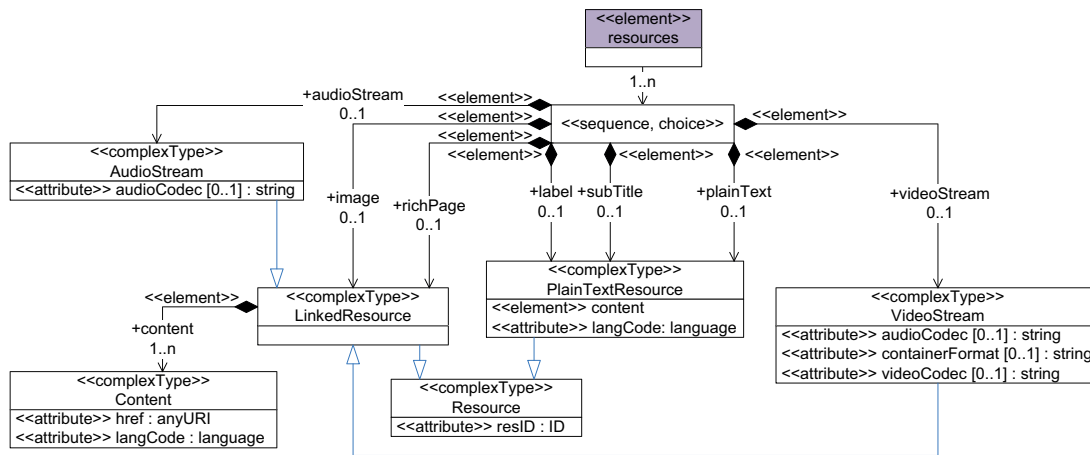 <<element>>
resources
1..n
+audioStream
0..1
<<element>>
<<element>>
<<element>>
<<sequence, choice>>
<<element>>
<<element>>
<<element>>
<<element>>
<<complexType>>
AudioStream
<<attribute>> audioCodec [0..1] : string
+image
0..1
+richPage
0..1
+label
0..1
+subTitle
0..1
+plainText
0..1
+videoStream
0..1
<<complexType>>
PlainTextResource
<<element>> content
<<attribute>> langCode: language
<<element>>
<<complexType>>
LinkedResource
<<complexType>>
VideoStream
<<attribute>> audioCodec [0..1] : string
<<attribute>> containerFormat [0..1] : string
<<attribute>> videoCodec [0..1] : string
+content
1..n
<<complexType>>
Content
<<attribute>> href : anyURI
<<attribute>> langCode : language
<<complexType>>
Resource
<<attribute>> resID : ID